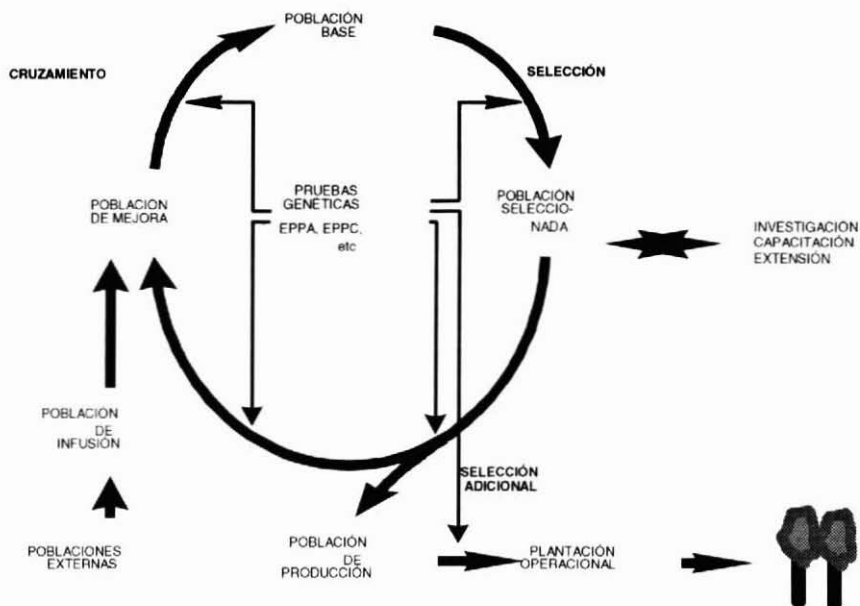 POBLACIÓN
BASE
CRUZAMIENTO
SELECCIÓN
POBLACION
DE MEJORA
PRUEBAS
GENÉTICAS
EPPA, EPPC,
etc
POBLACIÓN
SELECCIO-
NADA
INVESTIGACIÓN
CAPACITACIÓN
EXTENSIÓN
POBLACIÓN
DE
INFUSIÓN
SELECCIÓN
ADICIONAL
POBLACIONES
EXTERNAS
POBLACIÓN
DE
PRODUCCIÓN
PLANTACIÓN
OPERACIONAL